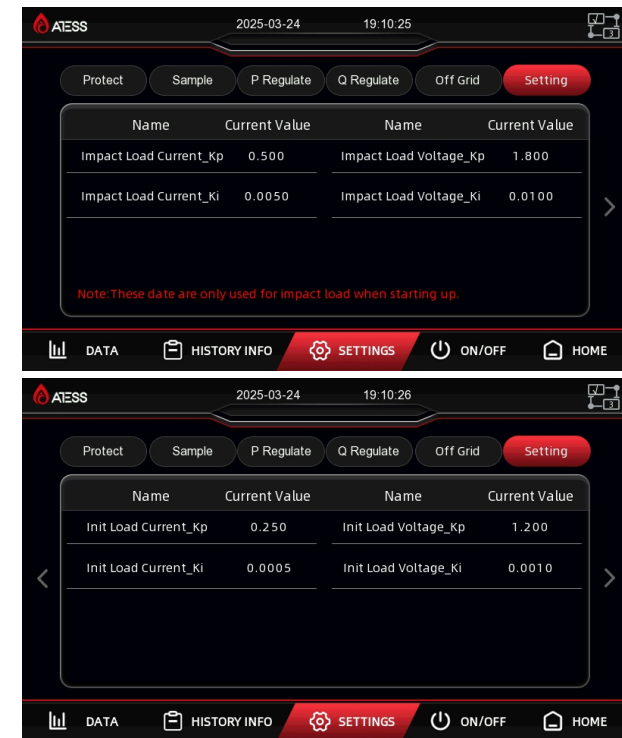 ATESS 2025-03-24 19:10:25
3
Protect Sample P Regulate Q Regulate Off Grid Setting
Name Current Value Name Current Value
Impact Load Current_Kp 0.500 Impact Load Voltage_Kp 1.800
Impact Load Current_Ki 0.0050 Impact Load Voltage_Ki 0.0100
Note:These date are only used for impact load when starting up.
DATA HISTORY INFO SETTINGS ON/OFF HOME
ATESS 2025-03-24 19:10:26
3
Protect Sample P Regulate Q Regulate Off Grid Setting
Name Current Value Name Current Value
Init Load Current_Kp 0.250 Init Load Voltage_Kp 1.200
Init Load Current_Ki 0.0005 Init Load Voltage_Ki 0.0010
DATA HISTORY INFO SETTINGS ON/OFF HOME